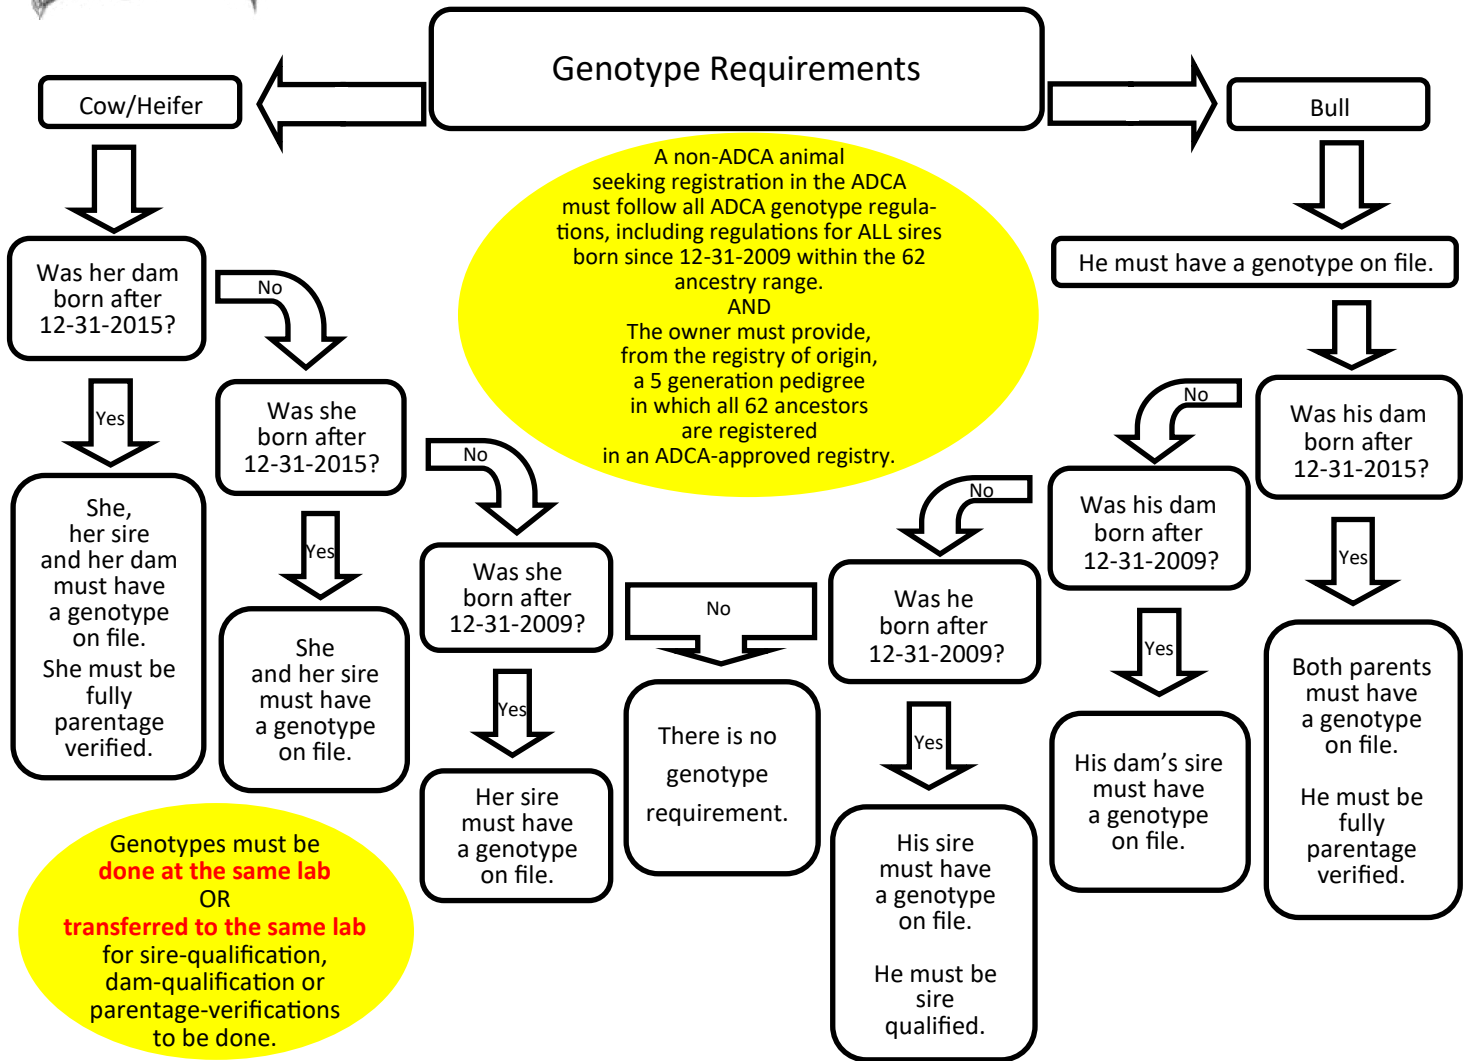 Genotype Requirements
Cow/Heifer
Bull
A non-ADCA animal
seeking registration in the ADCA
must follow all ADCA genotype regula-
tions, including regulations for ALL sires
born since 12-31-2009 within the 62
ancestry range.
AND
The owner must provide,
from the registry of origin,
a 5 generation pedigree
in which all 62 ancestors
are registered
in an ADCA-approved registry.
Was her dam
born after
12-31-2015?
No
Yes
She,
her sire
and her dam
must have
a genotype
on file.
She must be
fully
parentage
verified.
Was she
born after
12-31-2015?
No
Yes
She
and her sire
must have
a genotype
on file.
Was she
born after
12-31-2009?
No
Yes
Her sire
must have
a genotype
on file.
There is no
genotype
requirement.
He must have a genotype on file.
Was his dam
born after
12-31-2015?
No
Yes
Both parents
must have
a genotype
on file.
He must be
fully
parentage
verified.
Was his dam
born after
12-31-2009?
No
Yes
His dam’s sire
must have
a genotype
on file.
Was he
born after
12-31-2009?
Yes
His sire
must have
a genotype
on file.
He must be
sire
qualified.
Genotypes must be
done at the same lab
OR
transferred to the same lab
for sire-qualification,
dam-qualification or
parentage-verifications
to be done.